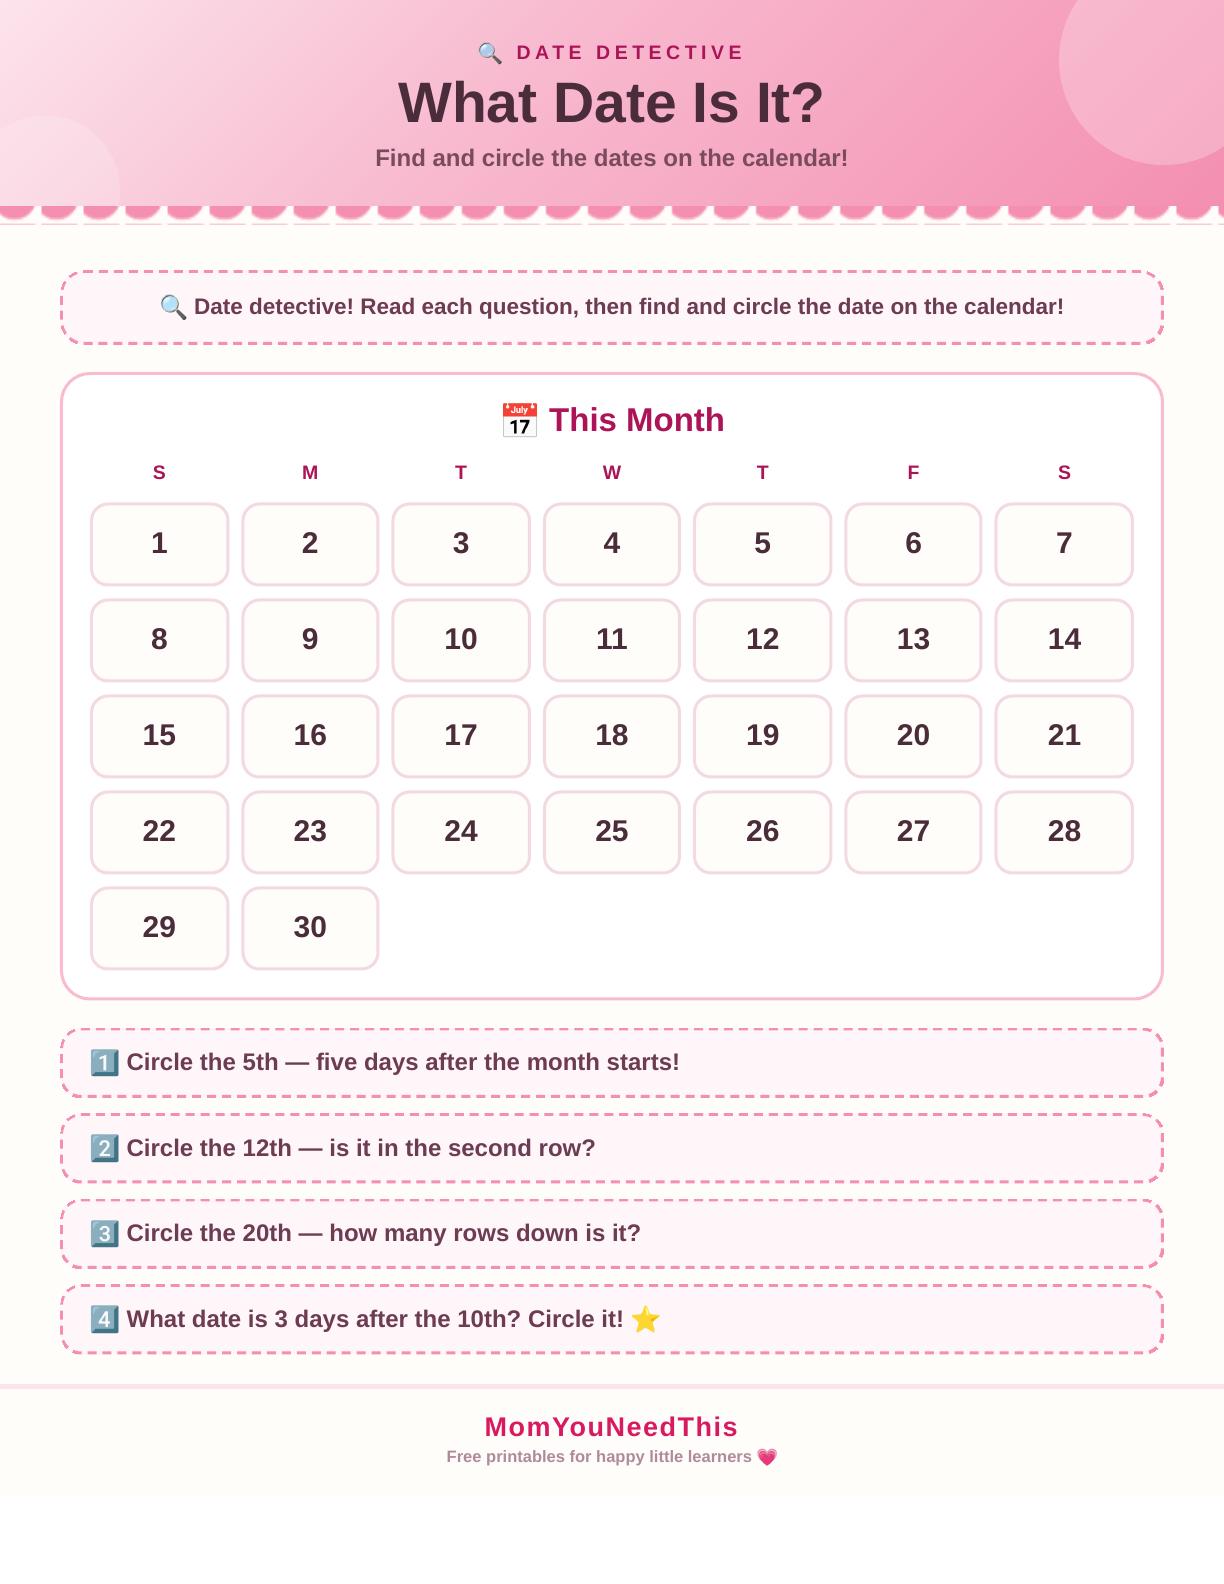 🔍 DATE DETECTIVE
What Date Is It?
Find and circle the dates on the calendar!
🔍 Date detective! Read each question, then find and circle the date on the calendar!
📅 This Month
S M T W T F S
1 2 3 4 5 6 7
8 9 10 11 12 13 14
15 16 17 18 19 20 21
22 23 24 25 26 27 28
29 30
1️⃣ Circle the 5th — five days after the month starts!
2️⃣ Circle the 12th — is it in the second row?
3️⃣ Circle the 20th — how many rows down is it?
4️⃣ What date is 3 days after the 10th? Circle it! ⭐
MomYouNeedThis
Free printables for happy little learners 💗